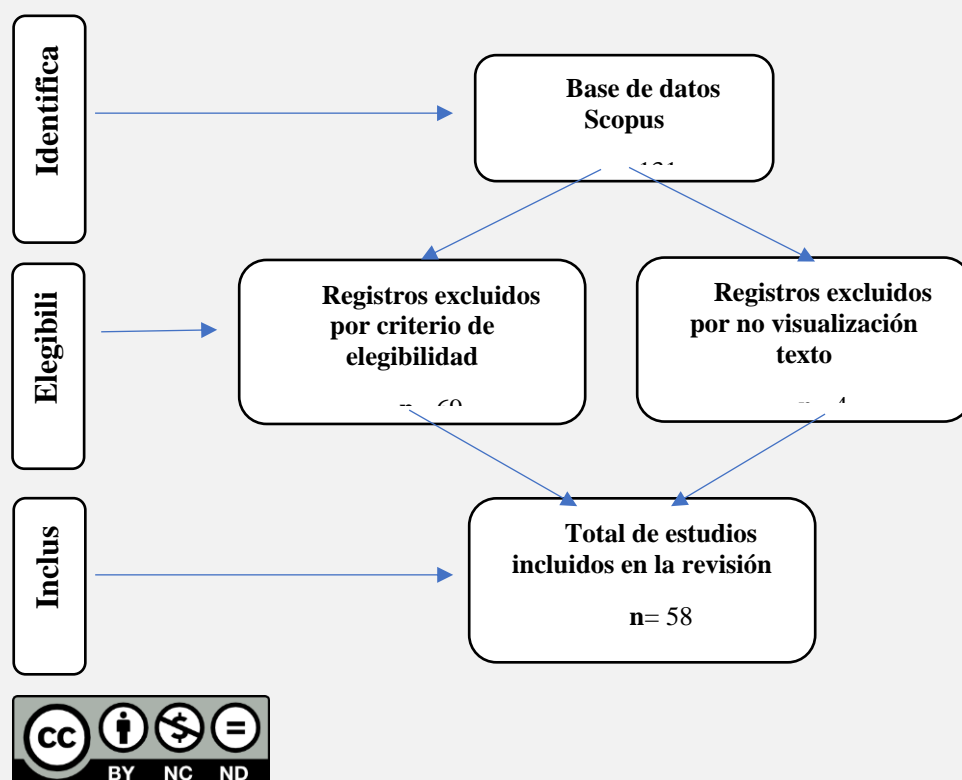 Identifica
Base de datos
Scopus
Elegibili
Registros excluidos
por criterio de
elegibilidad
Registros excluidos
por no visualización
texto
Inclus
Total de estudios
incluidos en la revisión
n= 58
CC
BY NC ND